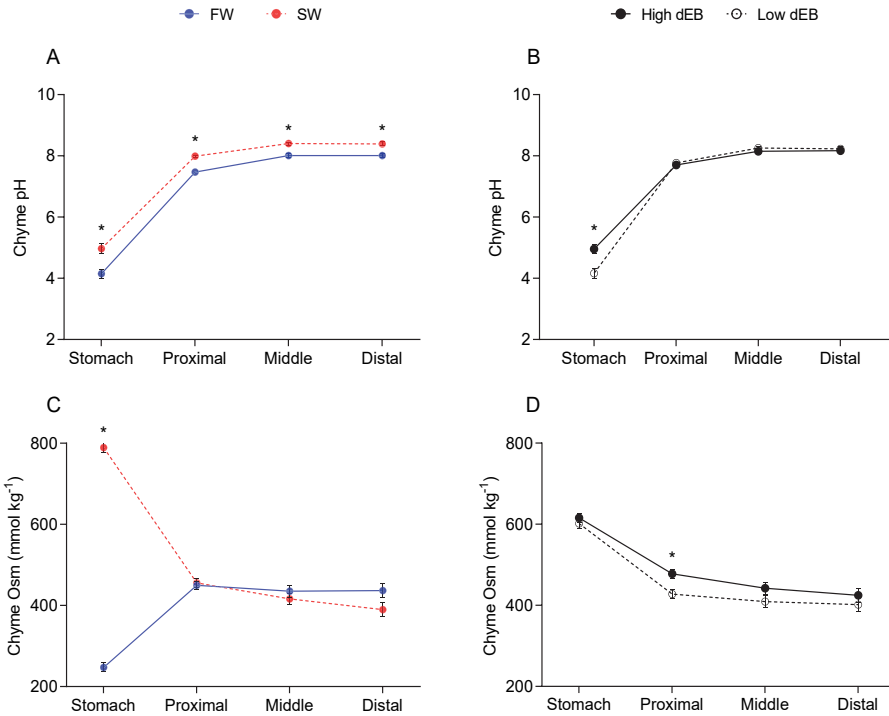 FW SW High dEB Low dEB
A
B
10
8
6
4
2
Chyme pH
*
*
*
*
Stomach Proximal Middle Distal
10
8
6
4
2
Chyme pH
*
Stomach Proximal Middle Distal
C
D
800
600
400
200
Chyme Osm (mmol kg⁻¹)
*
Stomach Proximal Middle Distal
800
600
400
200
Chyme Osm (mmol kg⁻¹)
*
Stomach Proximal Middle Distal